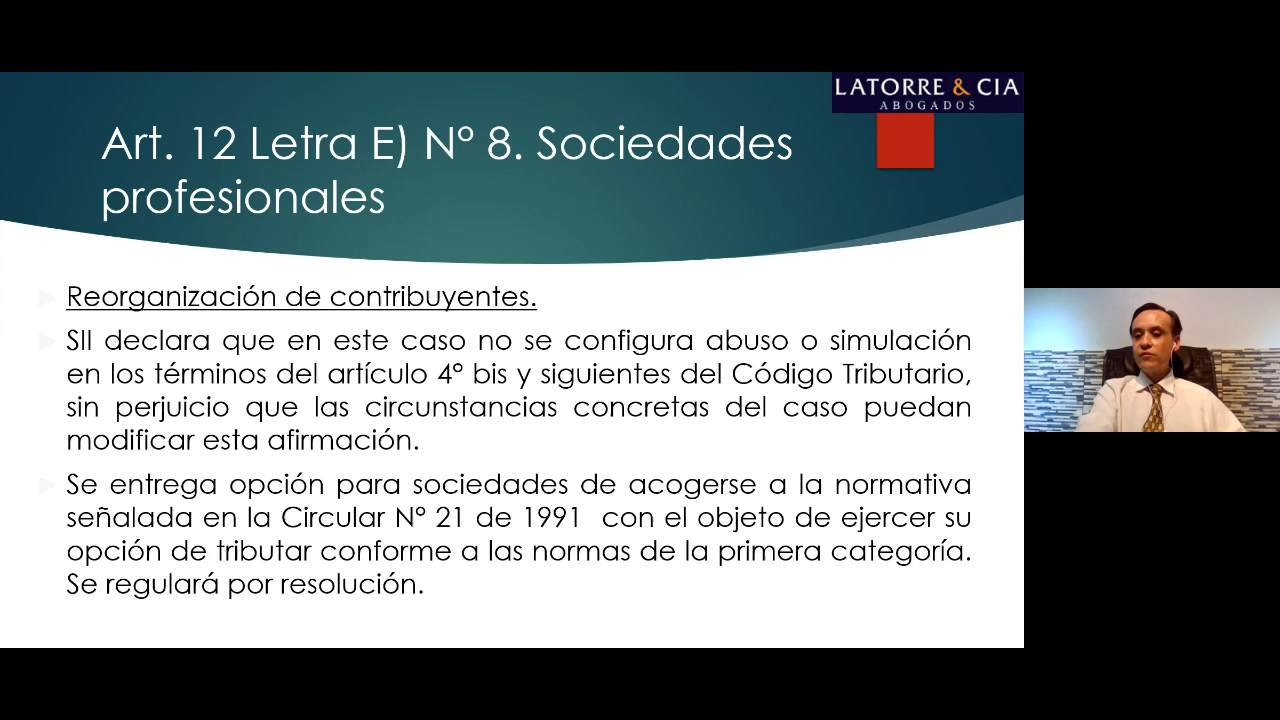 LATORRE & CIA
ABOGADOS
Art. 12 Letra E) N° 8. Sociedades
profesionales
Reorganización de contribuyentes.
SII declara que en este caso no se configura abuso o simulación
en los términos del artículo 4° bis y siguientes del Código Tributario,
sin perjuicio que las circunstancias concretas del caso puedan
modificar esta afirmación.
Se entrega opción para sociedades de acogerse a la normativa
señalada en la Circular N° 21 de 1991 con el objeto de ejercer su
opción de tributar conforme a las normas de la primera categoría.
Se regulará por resolución.